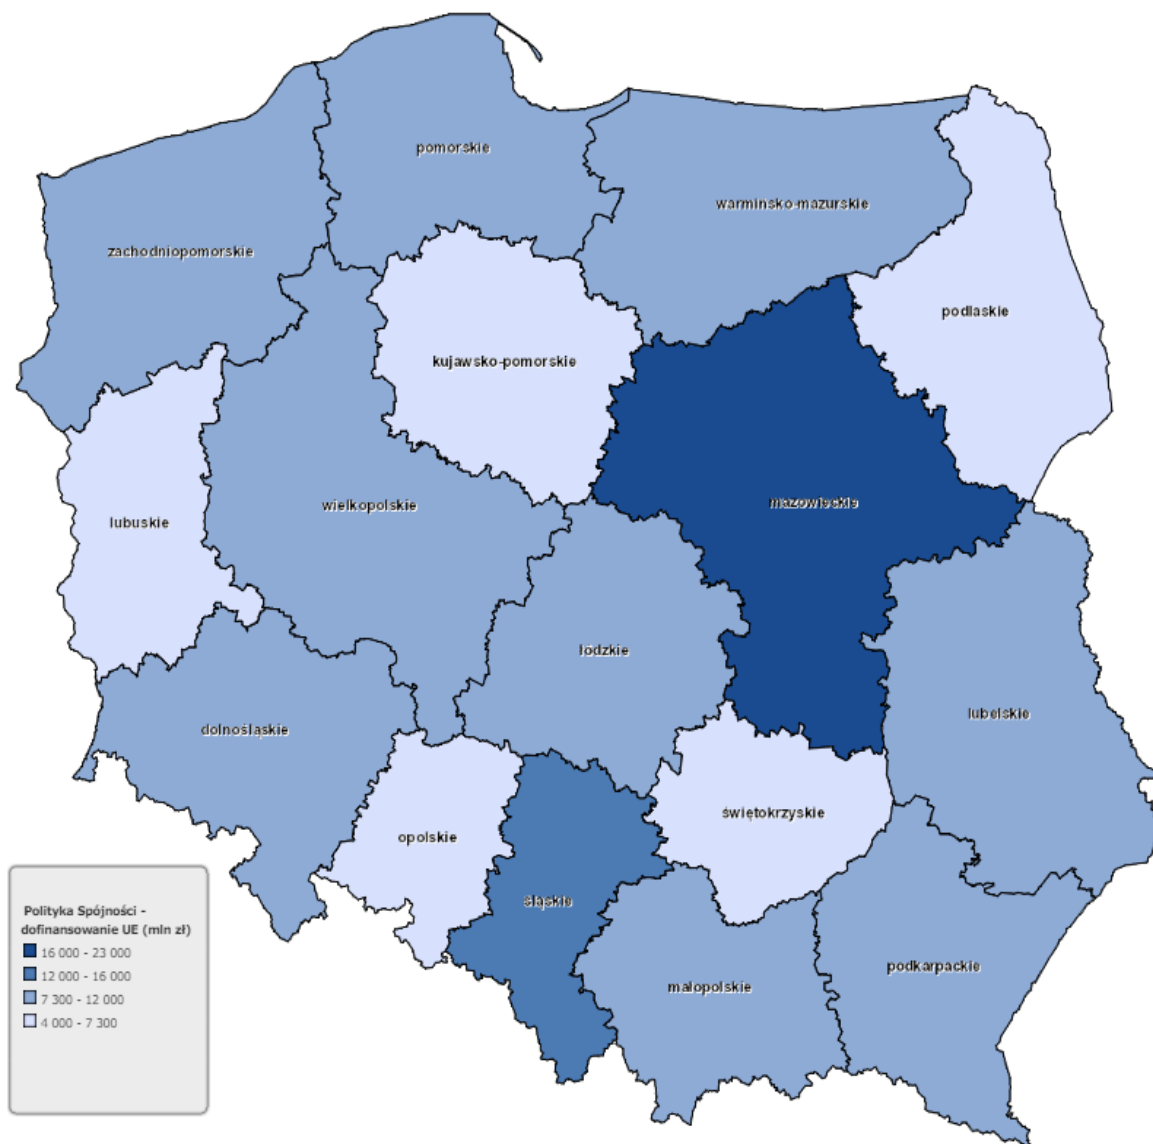 pomorskie
warminsko-mazurskie
zachodniopomorskie
podlaskie
kujawsko-pomorskie
mazowieckie
wielkopolskie
lubuskie
łódzkie
lubelskie
dolnośląskie
świętokrzyskie
opolskie
śląskie
podkarpackie
małopolskie
Polityka Spójności -
dofinansowanie UE (mln zł)
16 000 - 23 000
12 000 - 16 000
7 300 - 12 000
4 000 - 7 300